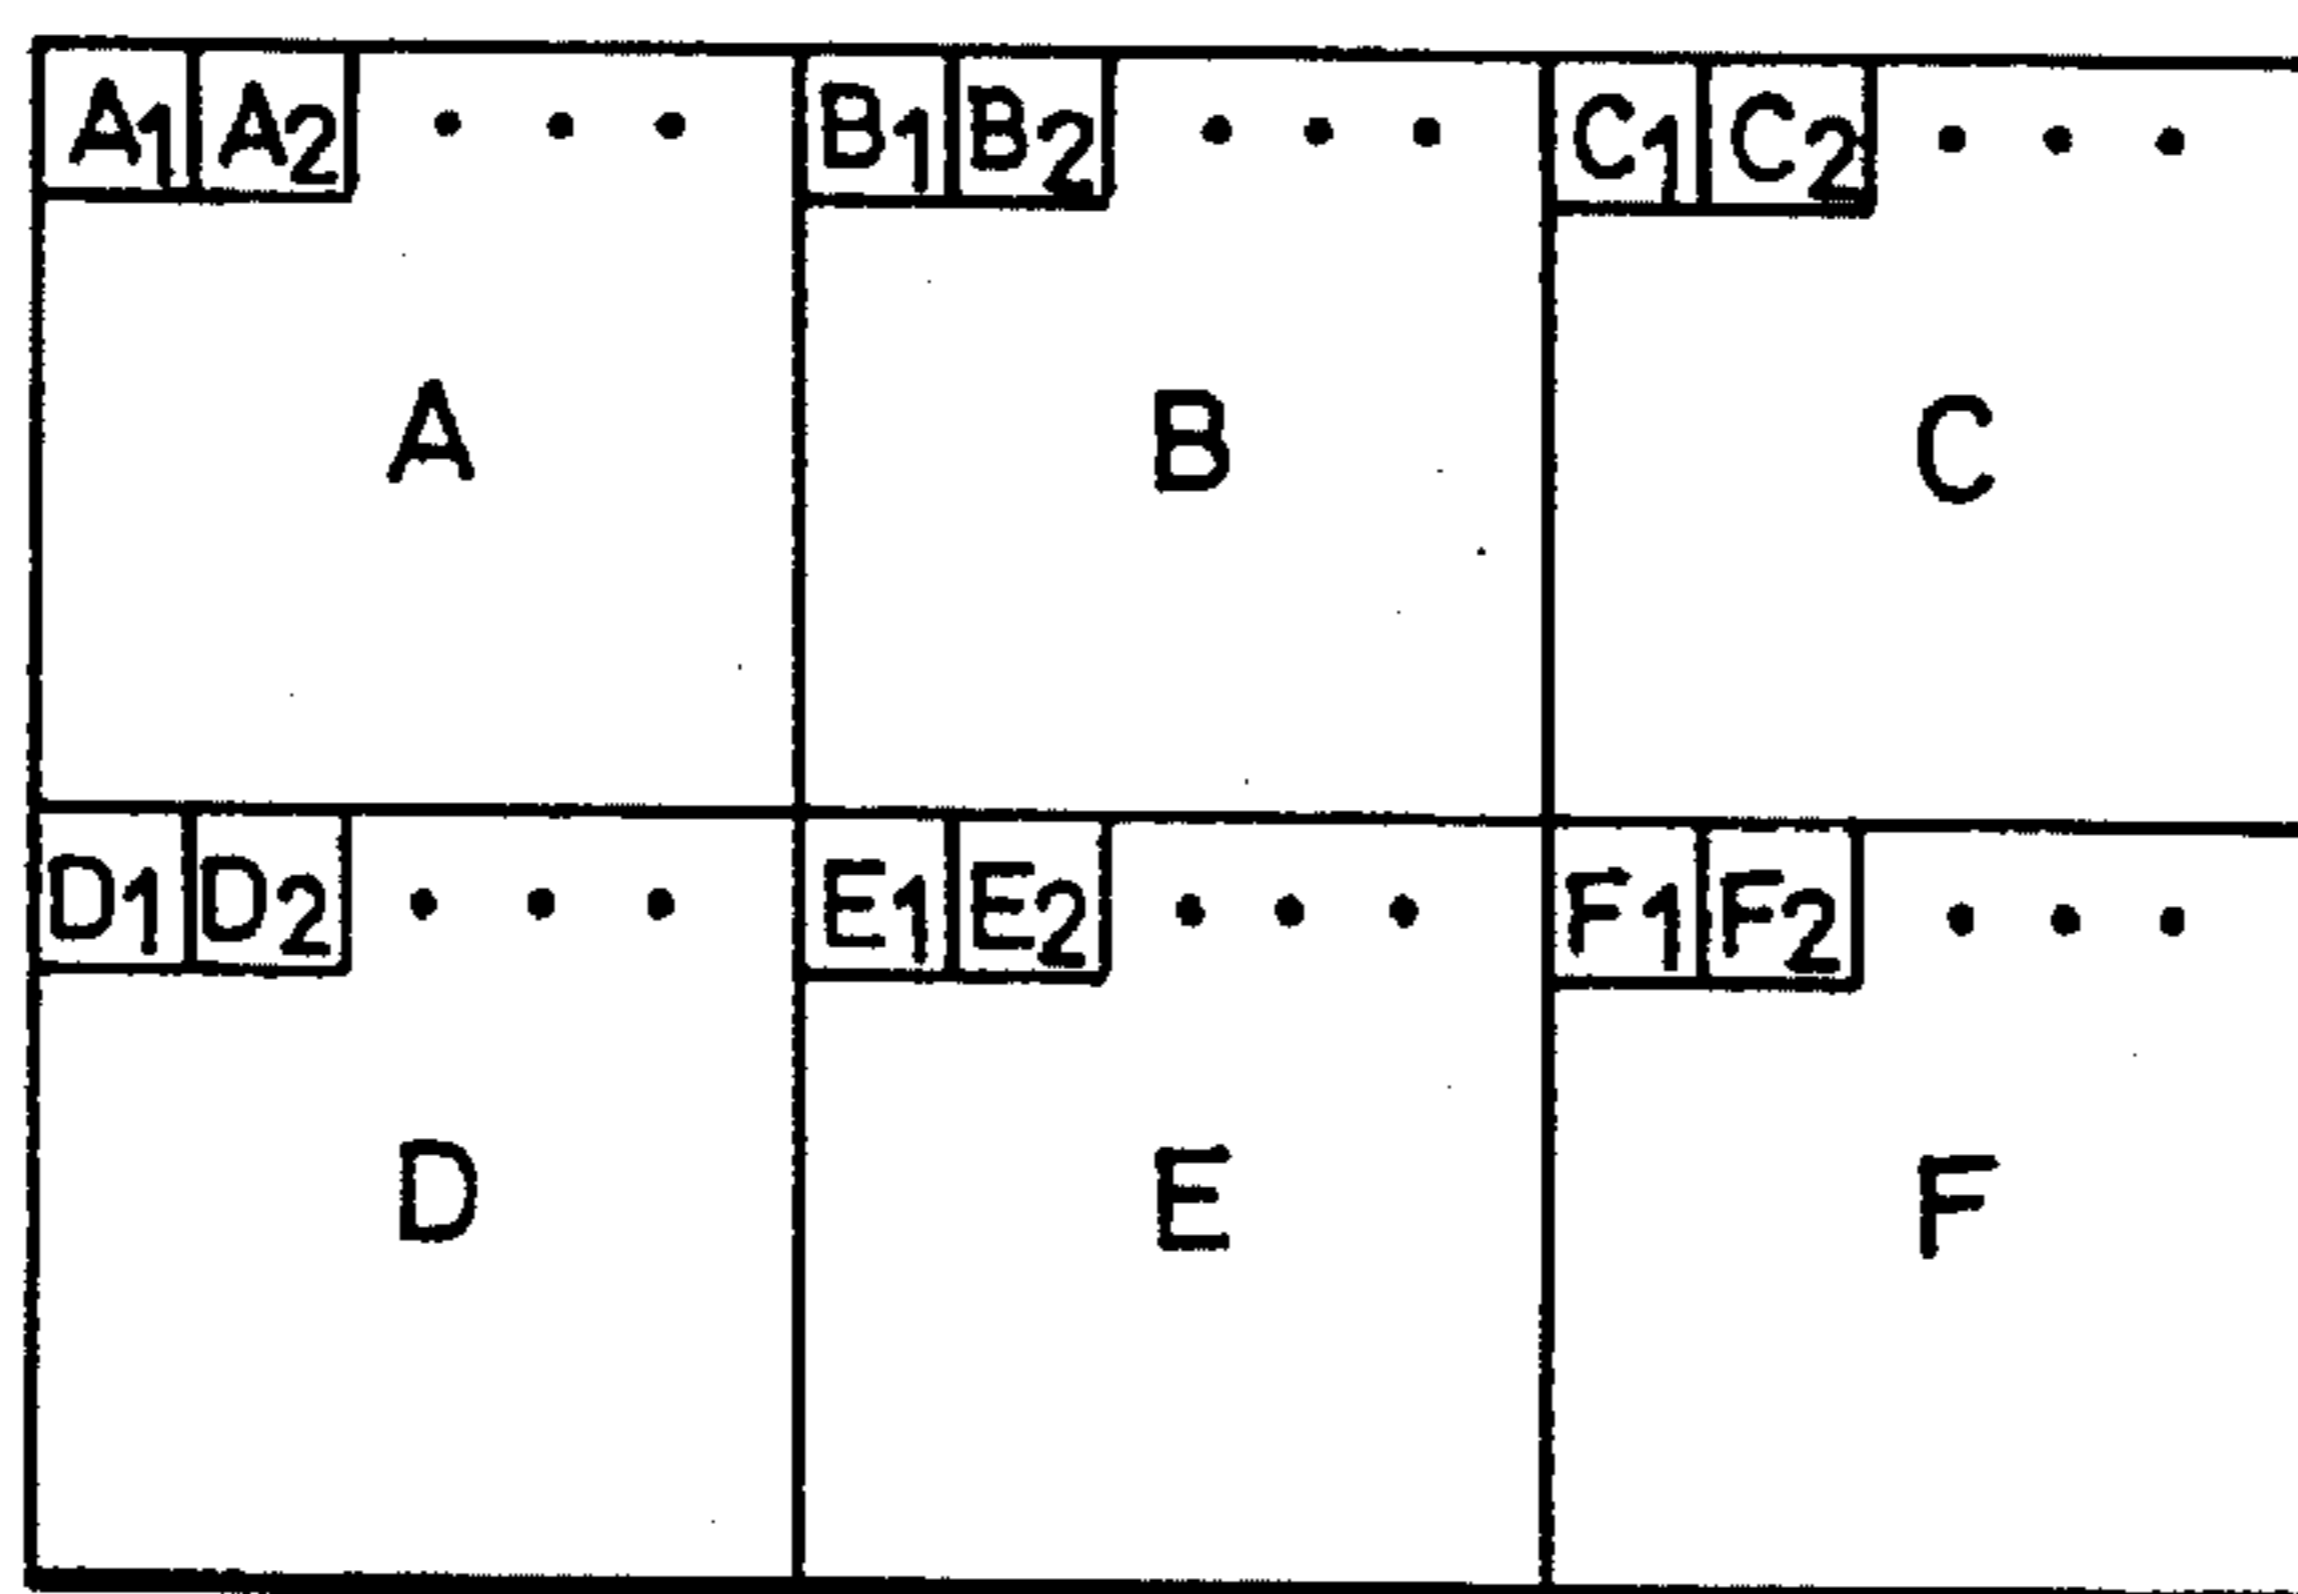 A1 A2 • • • B1 B2 • • • C1 C2 • • •
A B C
D1 D2 • • • E1 E2 • • • F1 F2 • • •
D E F